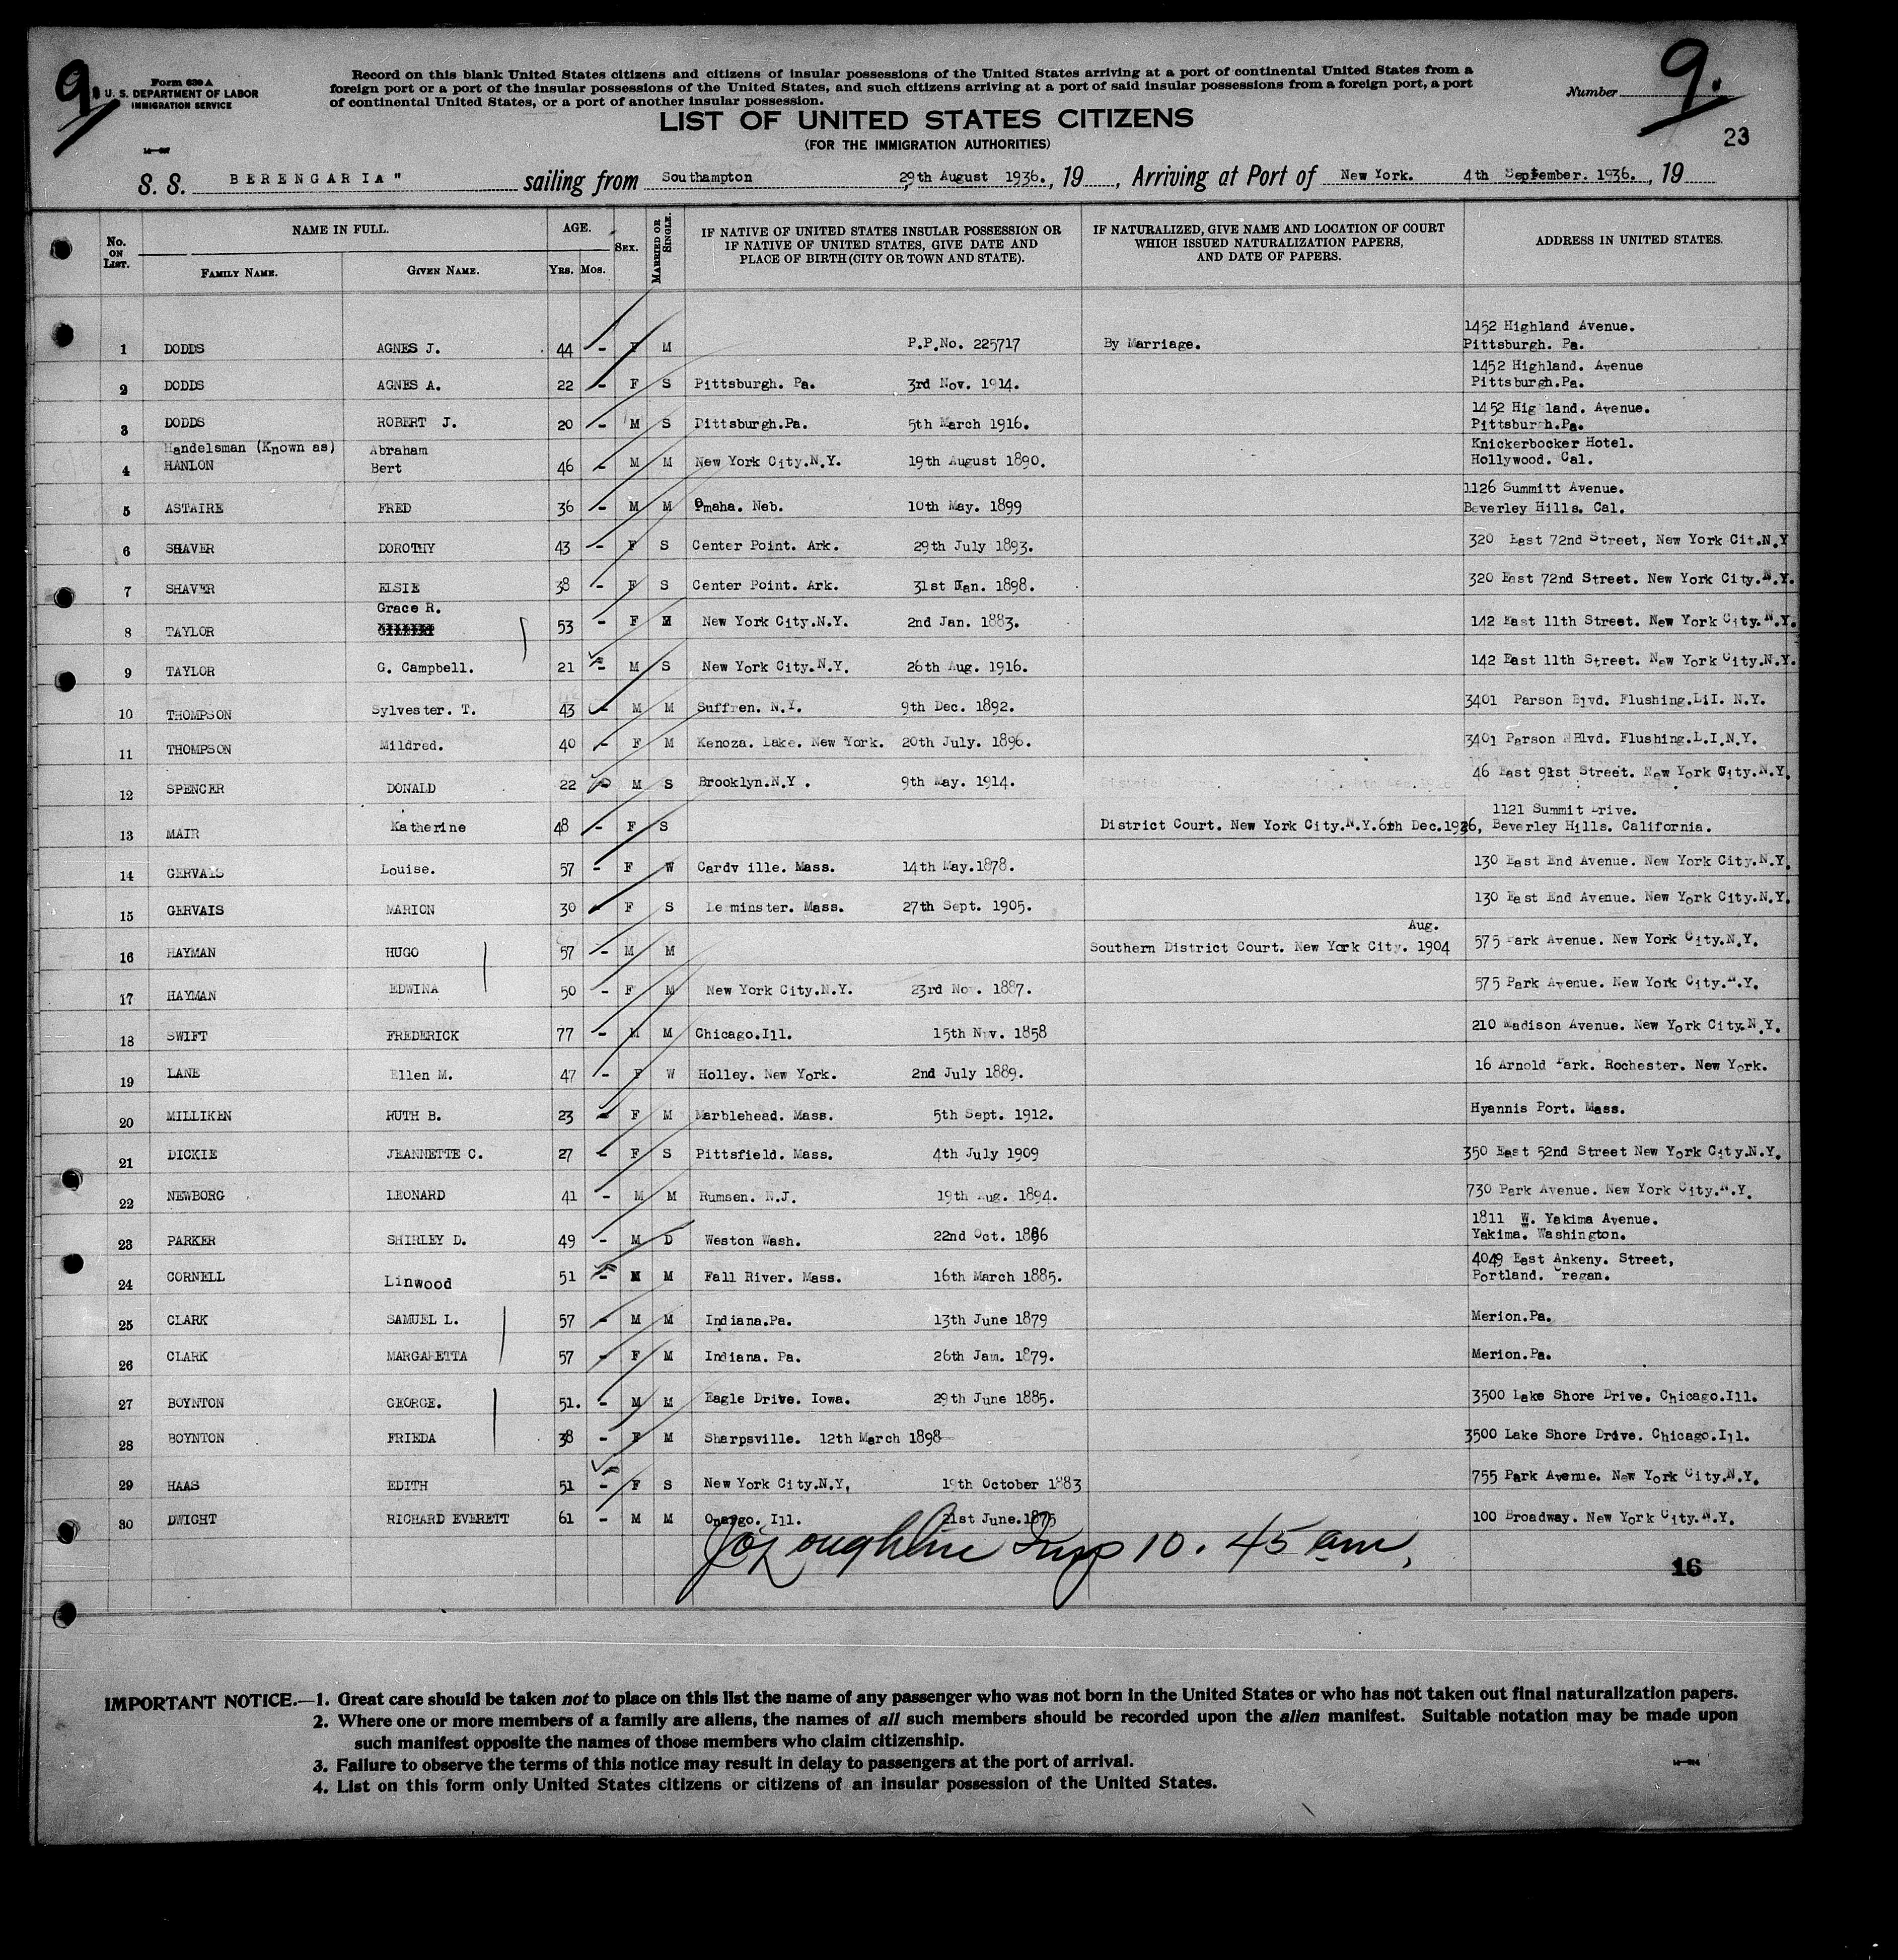 9.
Form 630 A
U. S. DEPARTMENT OF LABOR
IMMIGRATION SERVICE
Record on this blank United States citizens and citizens of insular possessions of the United States arriving at a port of continental United States from a
foreign port or a port of the insular possessions of the United States, and such citizens arriving at a port of said insular possessions from a foreign port, a port
of continental United States, or a port of another insular possession.
Number 9.
23
LIST OF UNITED STATES CITIZENS
(FOR THE IMMIGRATION AUTHORITIES)
S. S. BERENGARIA" sailing from Southampton 29th August 1936., 19 , Arriving at Port of New York. 4th September. 1936. , 19
No. ON LIST. NAME IN FULL. FAMILY NAME. GIVEN NAME. AGE. YRS. MOS. SEX. MARRIED OR SINGLE. IF NATIVE OF UNITED STATES INSULAR POSSESSION OR IF NATIVE OF UNITED STATES, GIVE DATE AND PLACE OF BIRTH (CITY OR TOWN AND STATE). IF NATURALIZED, GIVE NAME AND LOCATION OF COURT WHICH ISSUED NATURALIZATION PAPERS, AND DATE OF PAPERS. ADDRESS IN UNITED STATES.
1 DODDS AGNES J. 44 - F M P.P.No. 225717 By Marriage. 1452 Highland Avenue. Pittsburgh. Pa.
2 DODDS AGNES A. 22 - F S Pittsburgh. Pa. 3rd Nov. 1914. 1452 Highland. Avenue Pittsburgh.Pa.
3 DODDS ROBERT J. 20 - M S Pittsburgh.Pa. 5th March 1916. 1452 Hig land. Avenue. Pittsburgh.Pa.
4 Handelsman (Known as) HANLON Abraham Bert 46 - M M New York City.N.Y. 19th August 1890. Knickerbocker Hotel. Hollywood. Cal.
5 ASTAIRE FRED 36 - M M Omaha. Neb. 10th May. 1899 1126 Summitt Avenue. Beverley Hills. Cal.
6 SHAVER DOROTHY 43 - F S Center Point. Ark. 29th July 1893. 320 East 72nd Street, New York Cit.N.Y
7 SHAVER ELSIE 38 - F S Center Point. Ark. 31st Jan. 1898. 320 East 72nd Street. New York City.N.Y.
8 TAYLOR Grace R. 53 - F M New York City.N.Y. 2nd Jan. 1883. 142 East 11th Street. New York City.N.Y.
9 TAYLOR G. Campbell. 21 - M S New York City.N.Y. 26th Aug. 1916. 142 East 11th Street. New York City.N.Y.
10 THOMPSON Sylvester. T. 43 - M M Suffren. N.Y. 9th Dec. 1892. 3401 Parson Blvd. Flushing.LiI. N.Y.
11 THOMPSON Mildred. 40 - F M Kenoza. Lake. New York. 20th July. 1896. 3401 Parson Blvd. Flushing.L.I.N.Y.
12 SPENCER DONALD 22 M S Brooklyn.N.Y . 9th May. 1914. 46 East 91st Street. New York City.N.Y.
13 MAIR Katherine 48 - F S District Court. New York City.N.Y.6th Dec.1926, 1121 Summit Drive. Beverley Hills. California.
14 GERVAIS Louise. 57 - F W Cardv ille. Mass. 14th May.1878. 130 East End Avenue. New York City.N.Y.
15 GERVAIS MARION 30 F S Le minster. Mass. 27th Sept. 1905. 130 East End Avenue. New York City.N.Y.
16 HAYMAN HUGO 57 - M M Southern District Court. New York City. Aug. 1904 575 Park Avenue. New York City.N.Y.
17 HAYMAN EDWINA 50 - F M New York City.N.Y. 23rd Nov. 1887. 575 Park Avenue. New York City.N.Y.
18 SWIFT FREDERICK 77 - M M Chicago.Ill. 15th Nov. 1858 210 Madison Avenue. New York City.N.Y.
19 LANE Ellen M. 47 - F W Holley. New York. 2nd July 1889. 16 Arnold Park. Rochester. New York.
20 MILLIKEN RUTH B. 23 - F M Marblehead. Mass. 5th Sept. 1912. Hyannis Port. Mass.
21 DICKIE JEANNETTE C. 27 - F S Pittsfield. Mass. 4th July 1909 350 East 52nd Street New York City.N.Y.
22 NEWBORG LEONARD 41 - M M Rumsen. N.J. 19th Aug. 1894. 730 Park Avenue. New York City.N.Y.
23 PARKER SHIRLEY D. 49 - M D Weston Wash. 22nd Oct. 1886 1811 W. Yakima Avenue. Yakima. Washington.
24 CORNELL Linwood 51 - M M Fall River. Mass. 16th March 1885. 4049 East Ankeny. Street, Portland. Oregan.
25 CLARK SAMUEL L. 57 - M M Indiana.Pa. 13th June 1879 Merion.Pa.
26 CLARK MARGARETTA 57 - F M Indiana. Pa. 26th Jan. 1879. Merion.Pa.
27 BOYNTON GEORGE. 51. - M M Eagle Drive. Iowa. 29th June 1885. 3500 Lake Shore Drive. Chicago.Ill.
28 BOYNTON FRIEDA 38 - F M Sharpsville. 12th March 1898 3500 Lake Shore Drive. Chicago.Ill.
29 HAAS EDITH 51 - F S New York City.N.Y, 19th October 1883 755 Park Avenue. New York City.N.Y.
30 DWIGHT RICHARD EVERETT 61 - M M Onargo. Ill. 21st June.1875 100 Broadway. New York City.N.Y.
10.45 am,
16
IMPORTANT NOTICE.—1. Great care should be taken not to place on this list the name of any passenger who was not born in the United States or who has not taken out final naturalization papers.
2. Where one or more members of a family are aliens, the names of all such members should be recorded upon the alien manifest. Suitable notation may be made upon
such manifest opposite the names of those members who claim citizenship.
3. Failure to observe the terms of this notice may result in delay to passengers at the port of arrival.
4. List on this form only United States citizens or citizens of an insular possession of the United States.